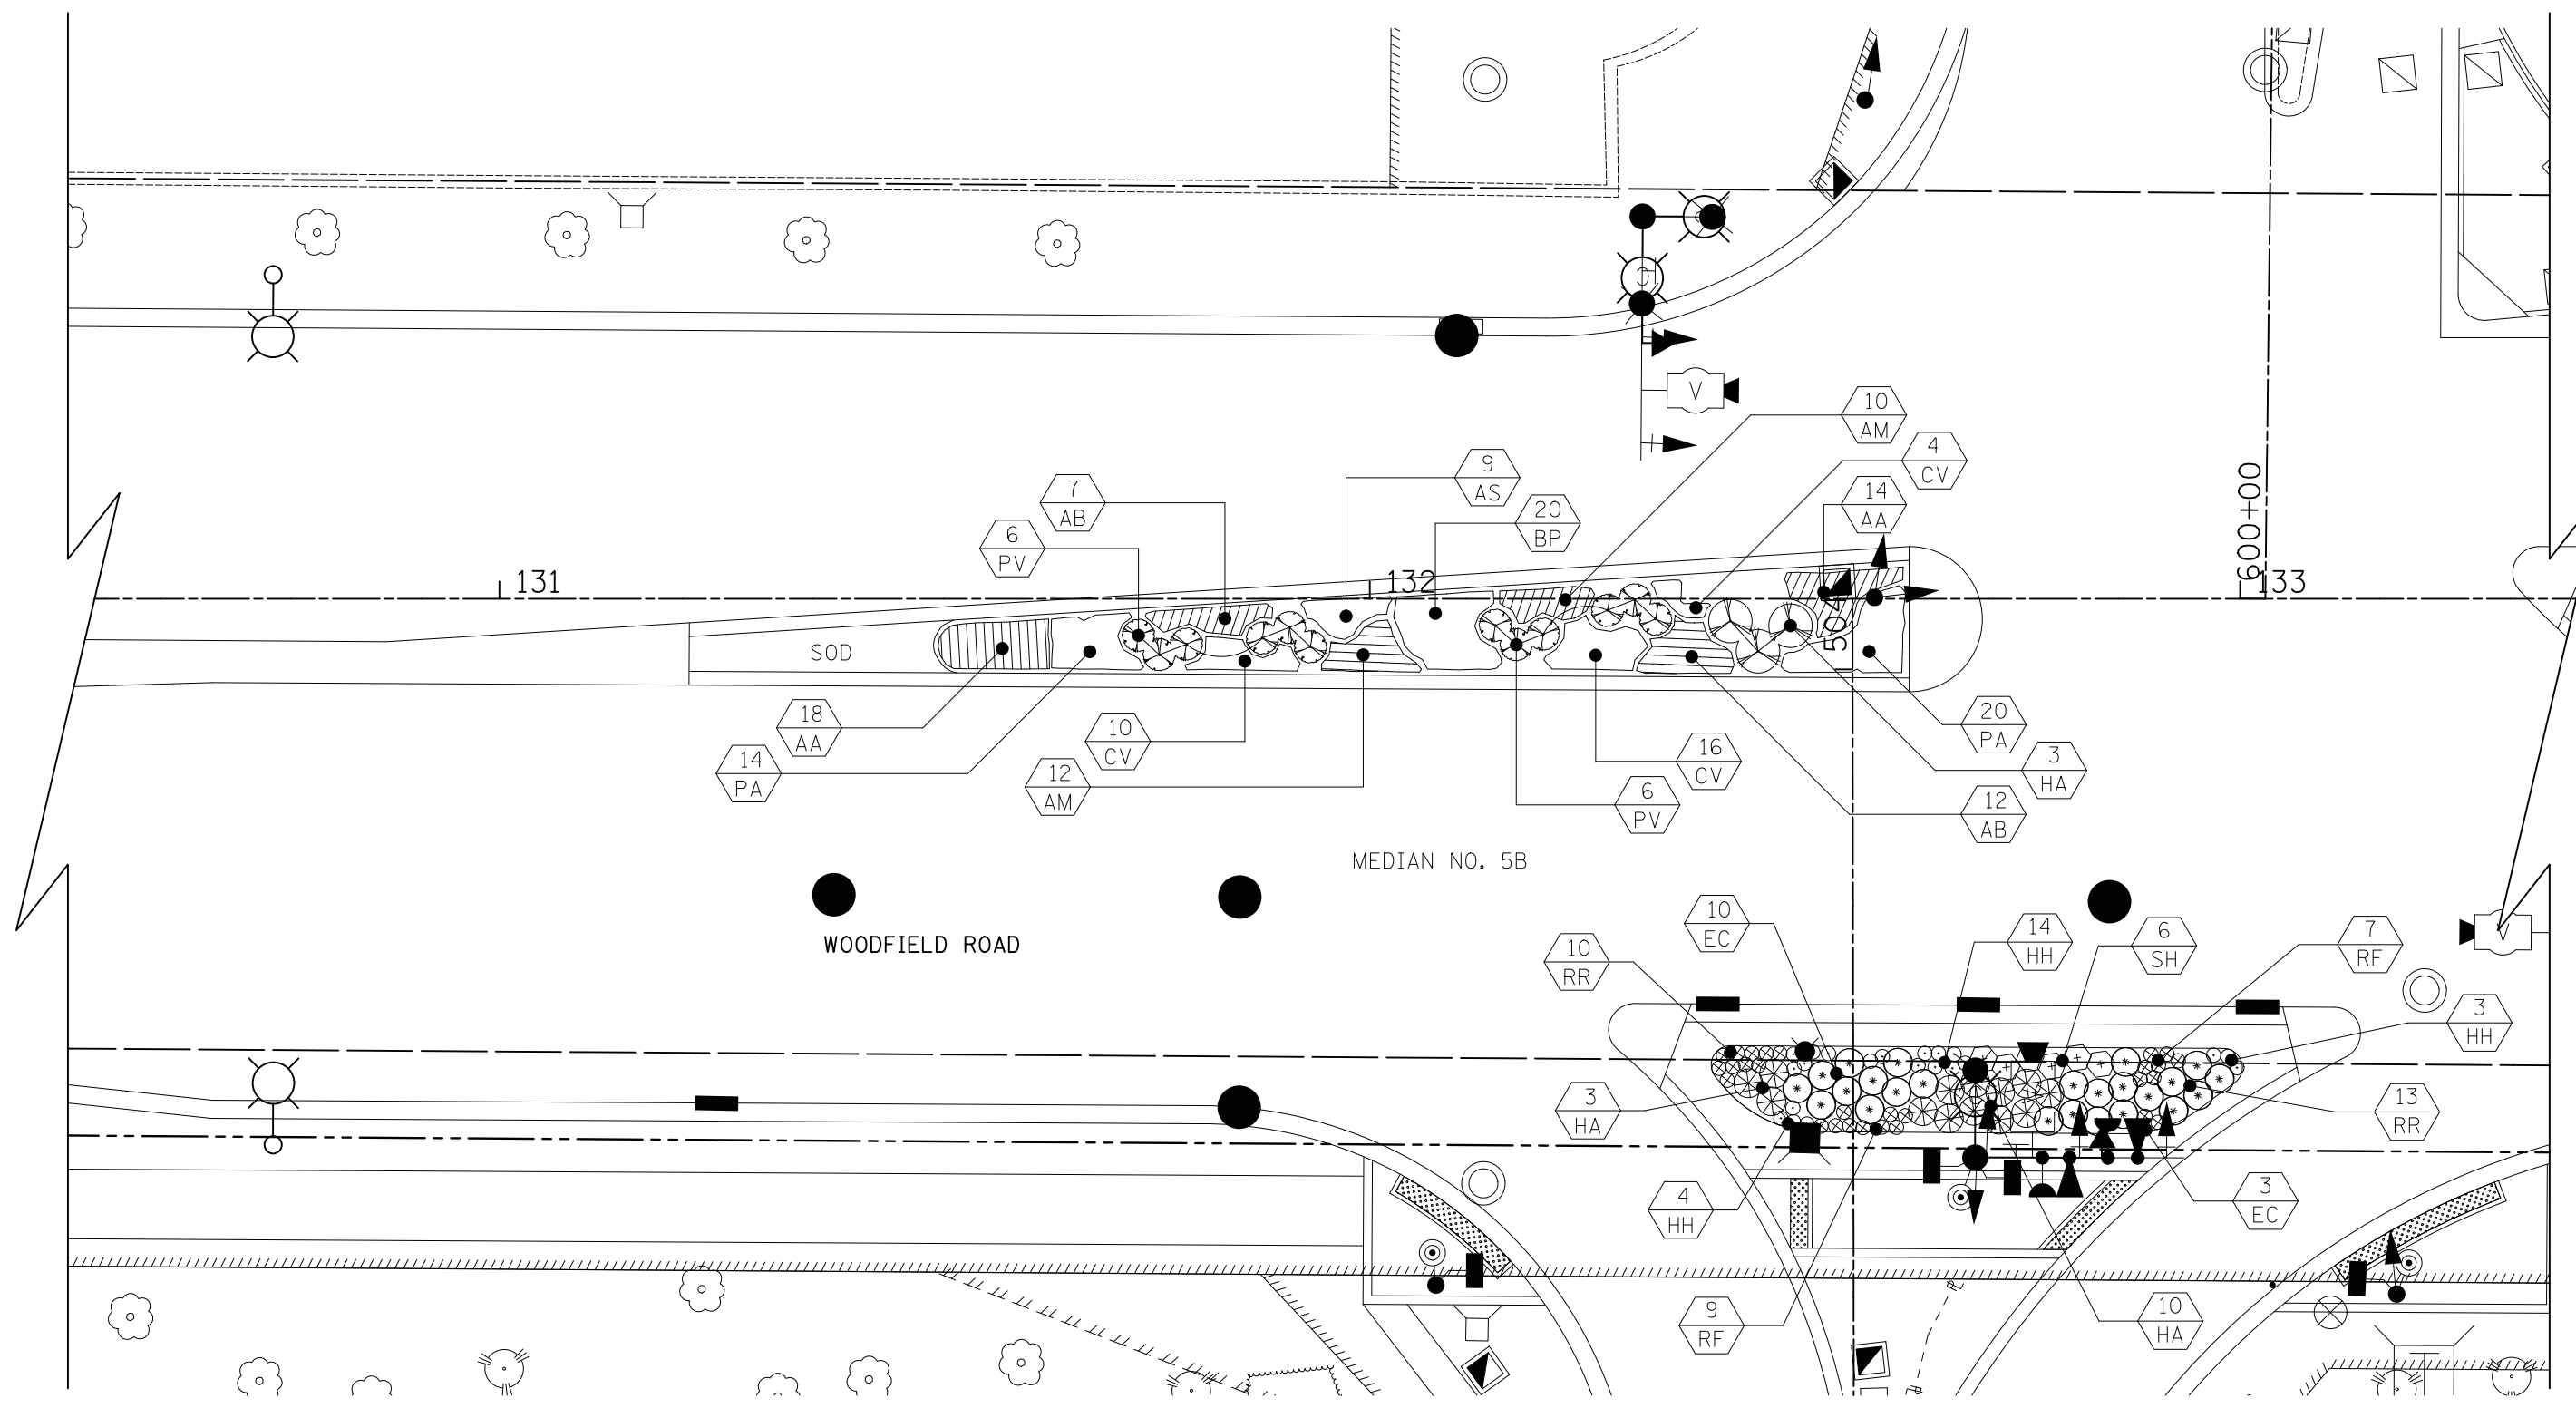 V
10
AM
4
CV
9
AS
14
AA
7
AB
20
BP
6
PV
600+00
131
132
133
504
SOD
18
AA
20
PA
10
CV
14
PA
16
CV
3
HA
12
AM
6
PV
12
AB
MEDIAN NO. 5B
WOODFIELD ROAD
10
EC
14
HH
6
SH
7
RF
V
10
RR
3
HH
3
HA
13
RR
4
HH
3
EC
9
RF
10
HA